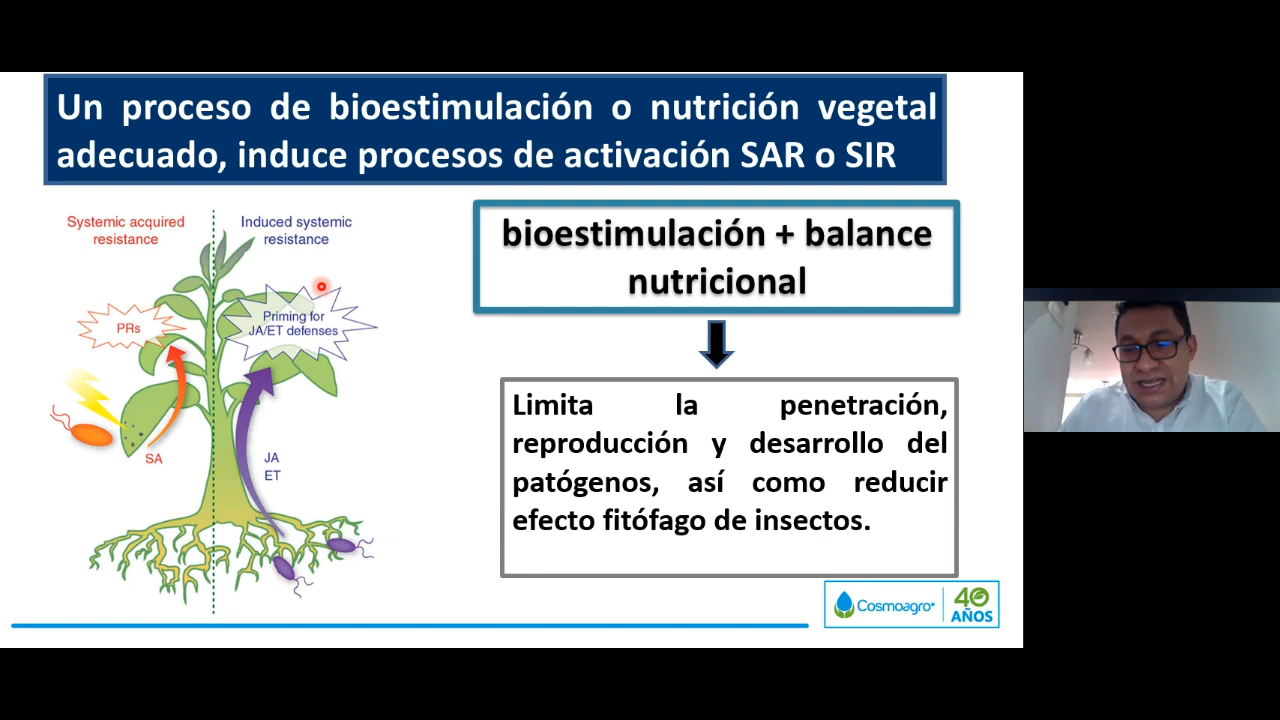 Un proceso de bioestimulación o nutrición vegetal
adecuado, induce procesos de activación SAR o SIR
Systemic acquired
resistance
Induced systemic
resistance
PRs
Priming for
JA/ET defenses
SA
JA
ET
bioestimulación + balance
nutricional
Limita la penetración,
reproducción y desarrollo del
patógenos, así como reducir
efecto fitófago de insectos.
Cosmoagro
40
AÑOS